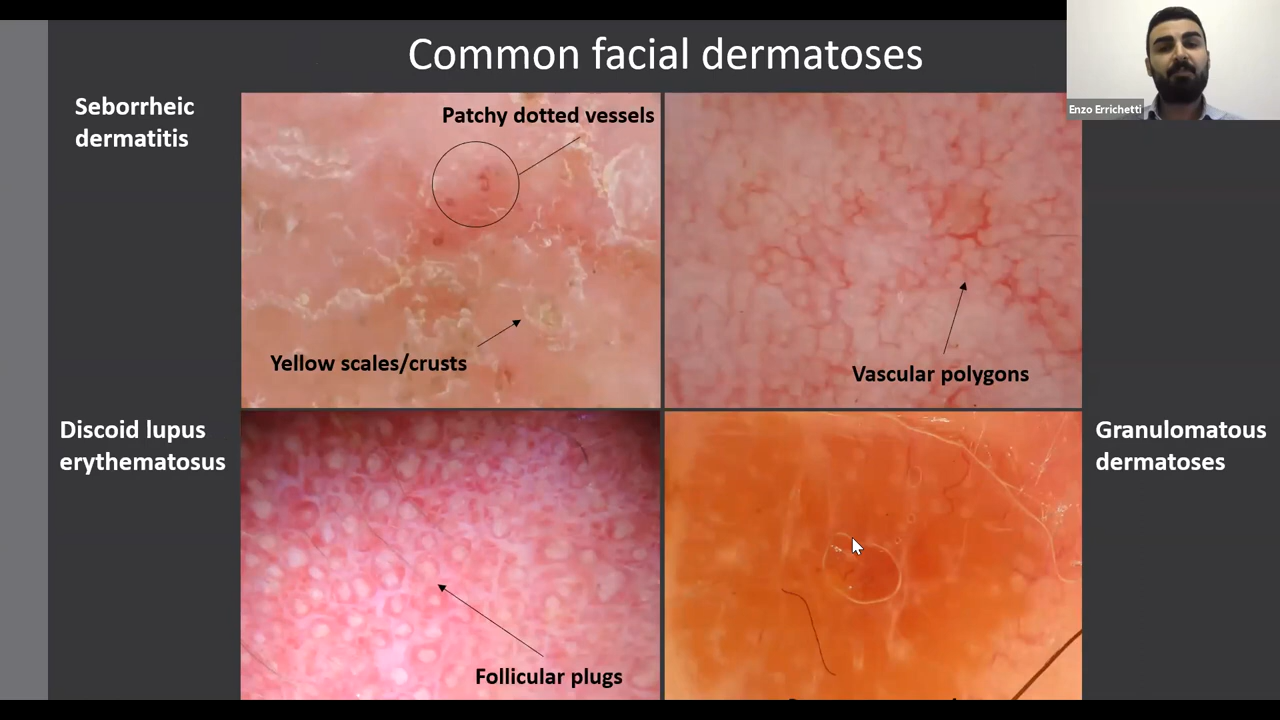 Common facial dermatoses
Enzo Errichetti
Seborrheic
dermatitis
Patchy dotted vessels
Yellow scales/crusts
Vascular polygons
Discoid lupus
erythematosus
Follicular plugs
Granulomatous
dermatoses